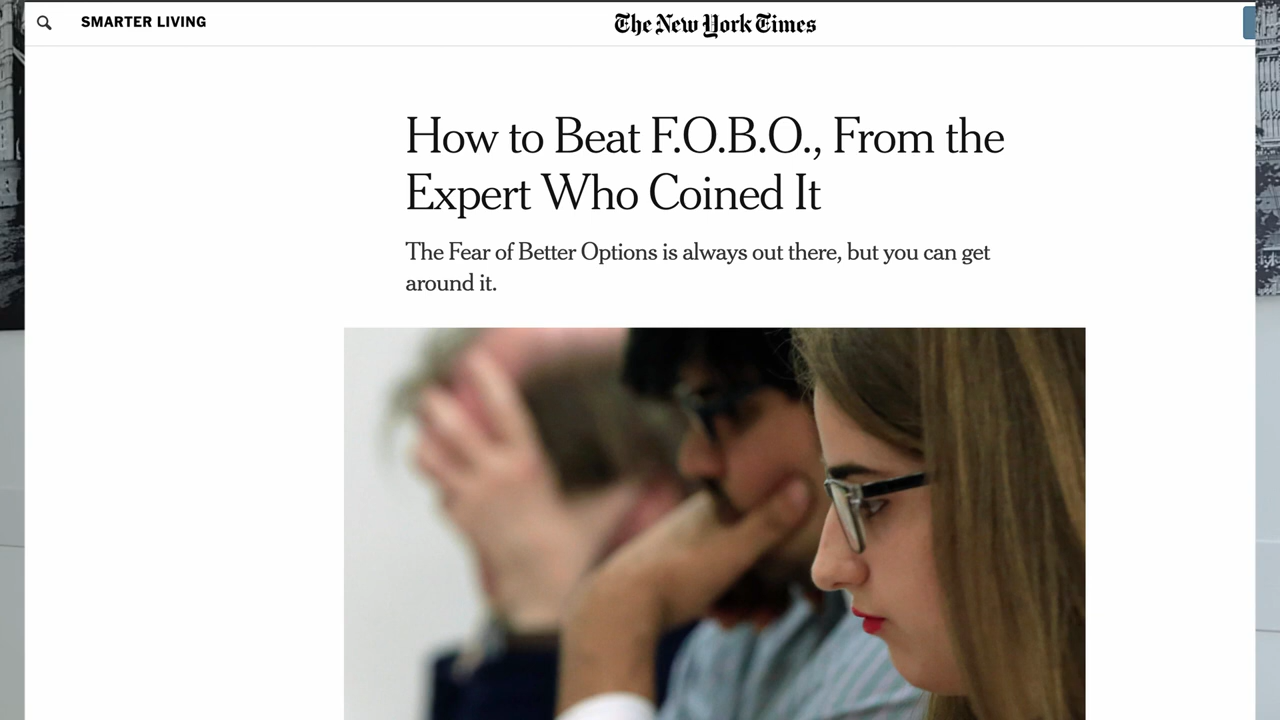 SMARTER LIVING
The New York Times
How to Beat F.O.B.O., From the
Expert Who Coined It
The Fear of Better Options is always out there, but you can get
around it.